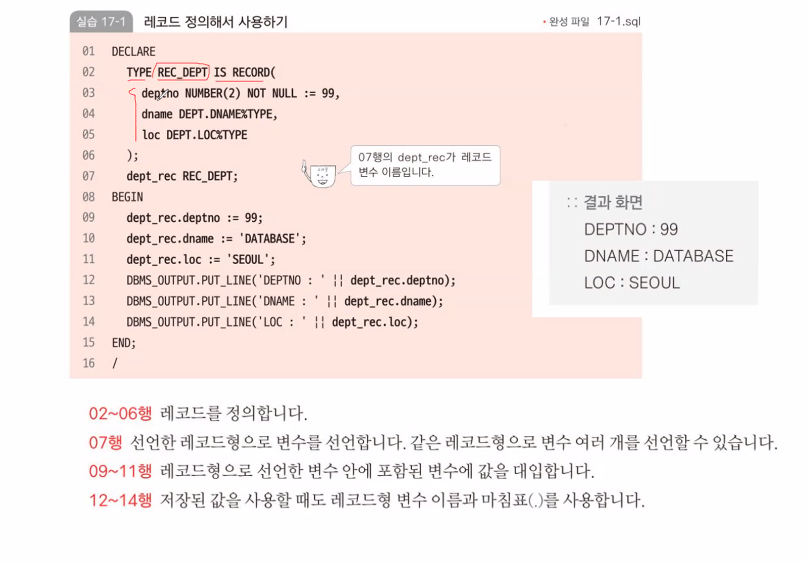 실습 17-1 레코드 정의해서 사용하기 • 완성 파일 17-1.sql
01 DECLARE
02 TYPE REC_DEPT IS RECORD(
03 deptno NUMBER(2) NOT NULL := 99,
04 dname DEPT.DNAME%TYPE,
05 loc DEPT.LOC%TYPE
06 );
07 dept_rec REC_DEPT;
08 BEGIN
09 dept_rec.deptno := 99;
10 dept_rec.dname := 'DATABASE';
11 dept_rec.loc := 'SEOUL';
12 DBMS_OUTPUT.PUT_LINE('DEPTNO : ' || dept_rec.deptno);
13 DBMS_OUTPUT.PUT_LINE('DNAME : ' || dept_rec.dname);
14 DBMS_OUTPUT.PUT_LINE('LOC : ' || dept_rec.loc);
15 END;
16 /
07행의 dept_rec가 레코드
변수 이름입니다.
:: 결과 화면
DEPTNO : 99
DNAME : DATABASE
LOC : SEOUL
02~06행 레코드를 정의합니다.
07행 선언한 레코드형으로 변수를 선언합니다. 같은 레코드형으로 변수 여러 개를 선언할 수 있습니다.
09~11행 레코드형으로 선언한 변수 안에 포함된 변수에 값을 대입합니다.
12~14행 저장된 값을 사용할 때도 레코드형 변수 이름과 마침표(.)를 사용합니다.